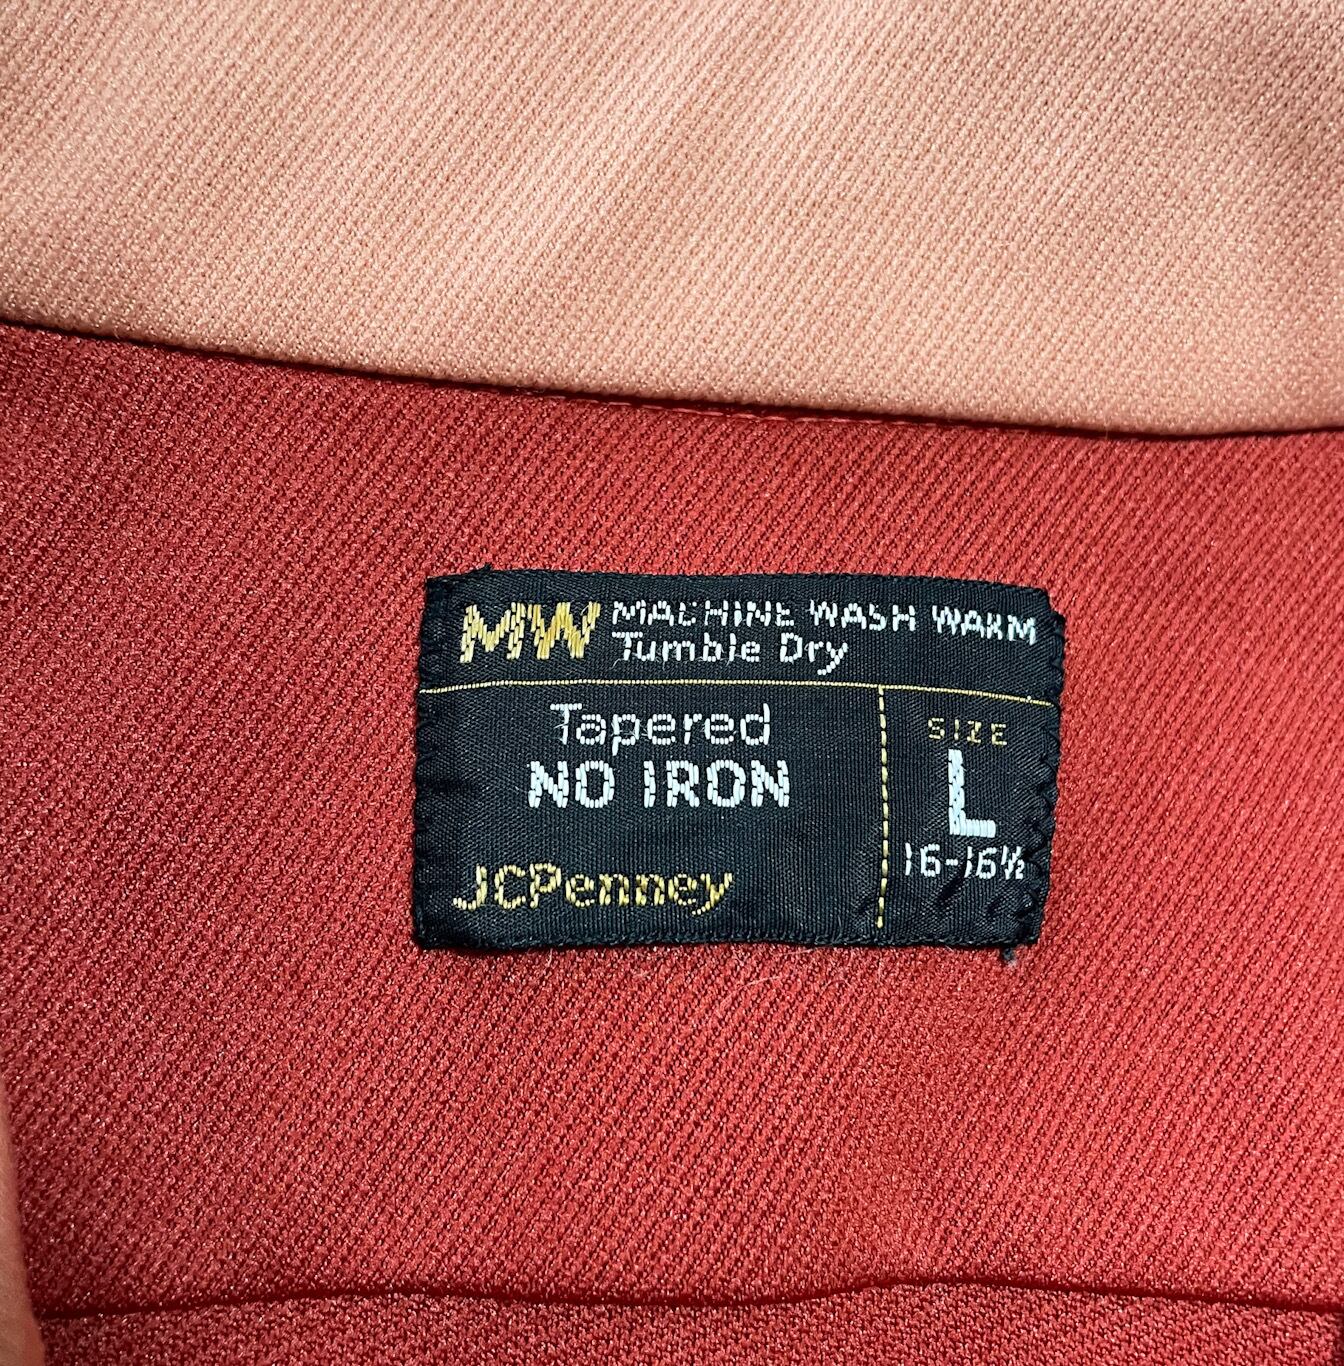 MW MACHINE WASH WARM
Tumble Dry
Tapered
NO IRON
JCPenney
SIZE
L
16-16½